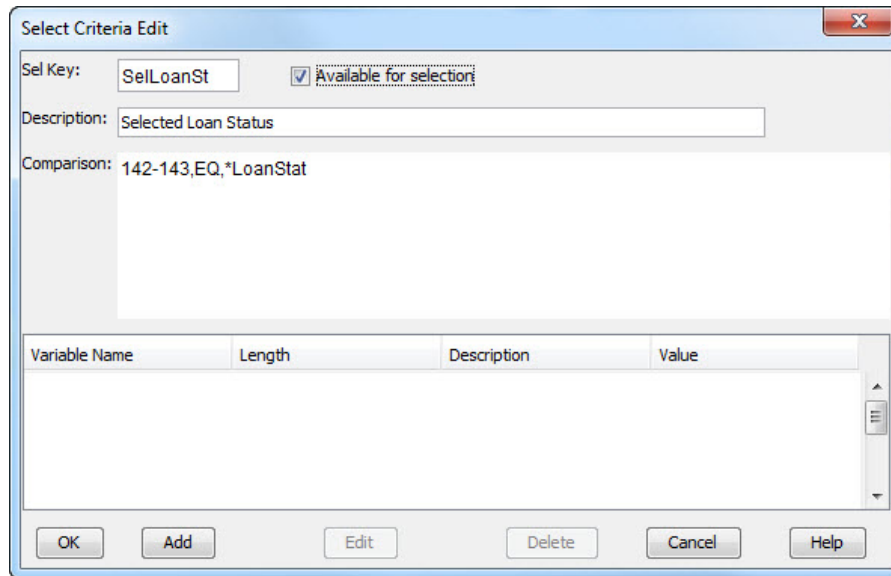 Select Criteria Edit
Sel Key: SelLoanSt Available for selection
Description: Selected Loan Status
Comparison: 142-143,EQ,*LoanStat
Variable Name Length Description Value
OK Add Edit Delete Cancel Help